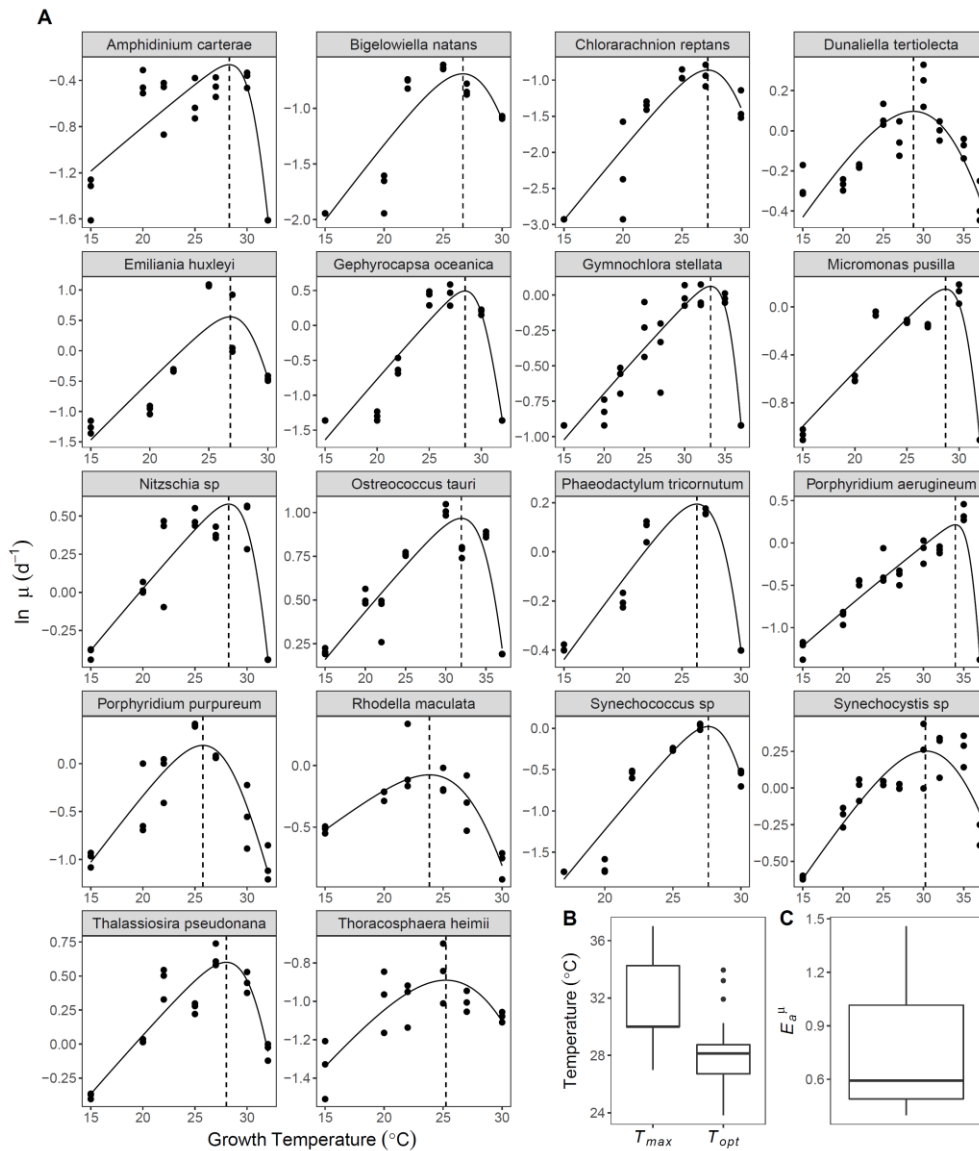 A
Amphidinium carterae
−0.4
−0.8
−1.2
−1.6
15 20 25 30
Bigelowiella natans
−1.0
−1.5
−2.0
15 20 25 30
Chlorarachnion reptans
−0.5
−1.0
−1.5
−2.0
−2.5
−3.0
15 20 25 30
Dunaliella tertiolecta
0.2
0.0
−0.2
−0.4
15 20 25 30 35
Emiliania huxleyi
1.0
0.5
0.0
−0.5
−1.0
−1.5
15 20 25 30
Gephyrocapsa oceanica
0.5
0.0
−0.5
−1.0
−1.5
15 20 25 30
Gymnochlora stellata
0.00
−0.25
−0.50
−0.75
−1.00
15 20 25 30 35
Micromonas pusilla
0.0
−0.4
−0.8
15 20 25 30
ln μ (d⁻¹)
Nitzschia sp
0.50
0.25
0.00
−0.25
15 20 25 30
Ostreococcus tauri
1.00
0.75
0.50
0.25
15 20 25 30 35
Phaeodactylum tricornutum
0.2
0.0
−0.2
−0.4
15 20 25 30
Porphyridium aerugineum
0.5
0.0
−0.5
−1.0
15 20 25 30 35
Porphyridium purpureum
0.0
−0.5
−1.0
15 20 25 30
Rhodella maculata
0.0
−0.5
15 20 25 30
Synechococcus sp
0.0
−0.5
−1.0
−1.5
20 25 30
Synechocystis sp
0.25
0.00
−0.25
−0.50
15 20 25 30 35
Thalassiosira pseudonana
0.75
0.50
0.25
0.00
−0.25
15 20 25 30
Thoracosphaera heimii
−0.8
−1.0
−1.2
−1.4
15 20 25 30
Growth Temperature (°C)
B
Temperature (°C)
36
32
28
24
Tmax Topt
C
Eaμ
1.5
1.2
0.9
0.6